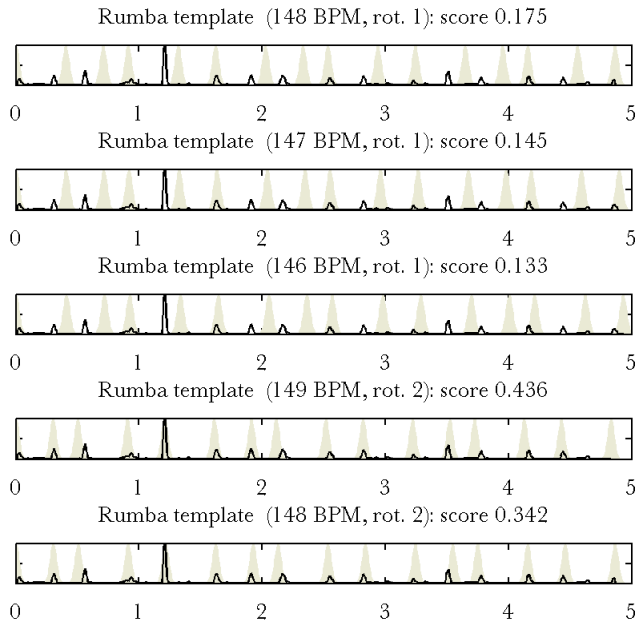 Rumba template (148 BPM, rot. 1): score 0.175
0 1 2 3 4 5
Rumba template (147 BPM, rot. 1): score 0.145
0 1 2 3 4 5
Rumba template (146 BPM, rot. 1): score 0.133
0 1 2 3 4 5
Rumba template (149 BPM, rot. 2): score 0.436
0 1 2 3 4 5
Rumba template (148 BPM, rot. 2): score 0.342
0 1 2 3 4 5